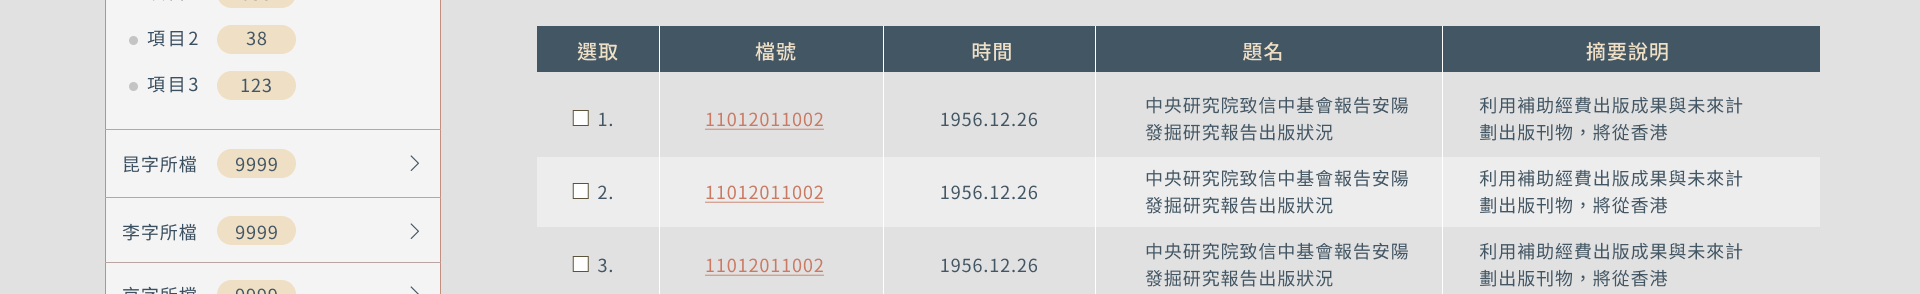 項目2 38
項目3 123
昆字所檔 9999
李字所檔 9999
選取 檔號 時間 題名 摘要說明
1. 11012011002 1956.12.26 中央研究院致信中基會報告安陽 利用補助經費出版成果與未來計
發掘研究報告出版狀況 劃出版刊物，將從香港
2. 11012011002 1956.12.26 中央研究院致信中基會報告安陽 利用補助經費出版成果與未來計
發掘研究報告出版狀況 劃出版刊物，將從香港
3. 11012011002 1956.12.26 中央研究院致信中基會報告安陽 利用補助經費出版成果與未來計
發掘研究報告出版狀況 劃出版刊物，將從香港